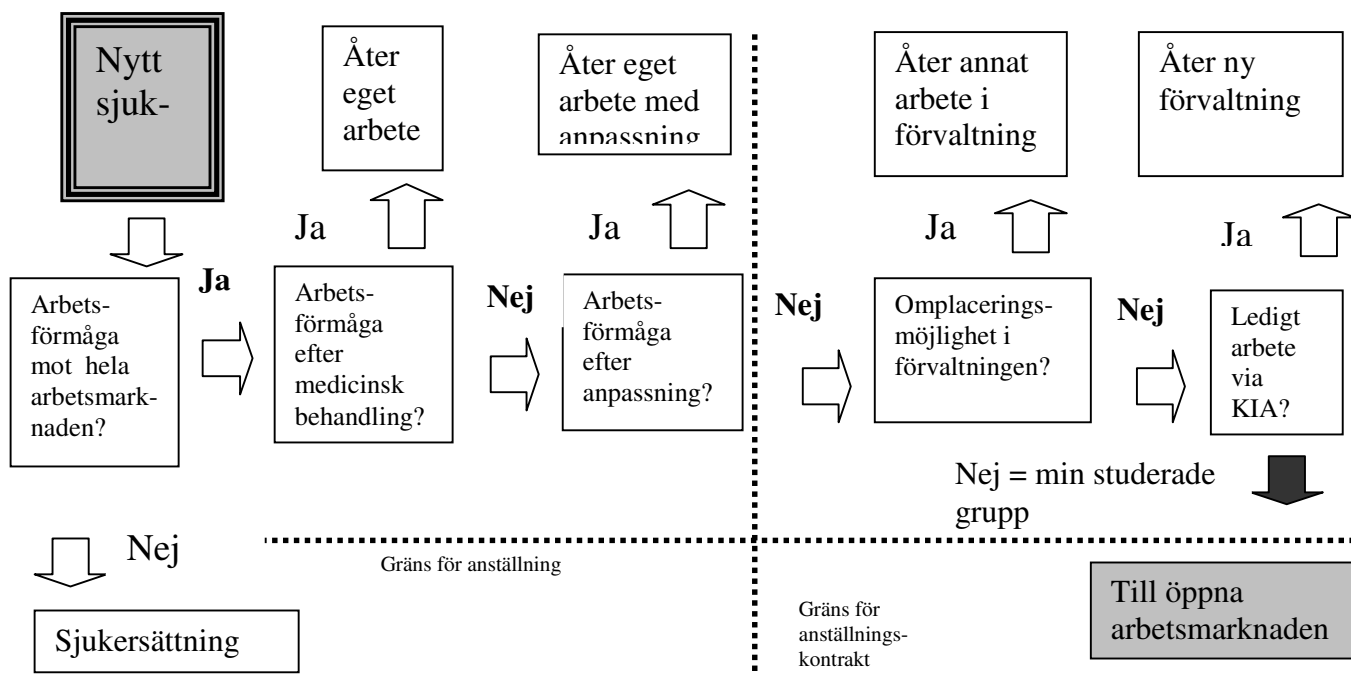 Nytt
sjuk-
Åter
eget
arbete
Åter eget
arbete med
anpassning
Åter annat
arbete i
förvaltning
Åter ny
förvaltning
Ja
Ja
Ja
Ja
Arbets-
förmåga
mot hela
arbetsmark-
naden?
Ja
Arbets-
förmåga
efter
medicinsk
behandling?
Nej
Arbets-
förmåga
efter
anpassning?
Nej
Omplacerings-
möjlighet i
förvaltningen?
Nej
Ledigt
arbete
via
KIA?
Nej = min studerade
grupp
Nej
Gräns för anställning
Sjukersättning
Gräns för
anställnings-
kontrakt
Till öppna
arbetsmarknaden